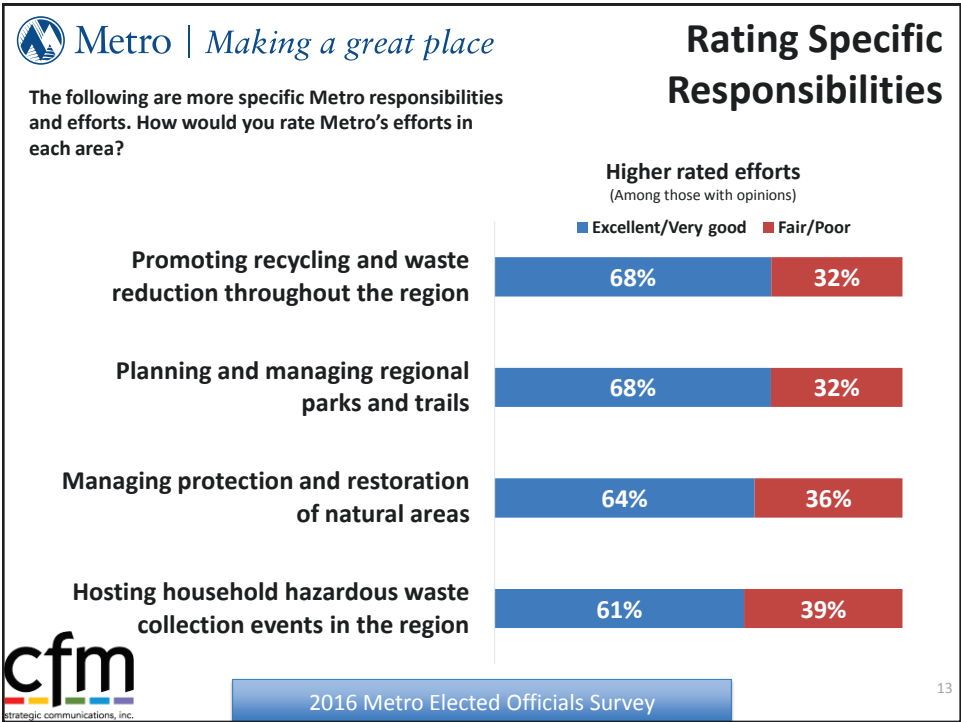 Metro | Making a great place
Rating Specific
Responsibilities
The following are more specific Metro responsibilities
and efforts. How would you rate Metro's efforts in
each area?
Higher rated efforts
(Among those with opinions)
Excellent/Very good Fair/Poor
Promoting recycling and waste
reduction throughout the region
68% 32%
Planning and managing regional
parks and trails
68% 32%
Managing protection and restoration
of natural areas
64% 36%
Hosting household hazardous waste
collection events in the region
61% 39%
cfm
strategic communications, inc.
2016 Metro Elected Officials Survey
13